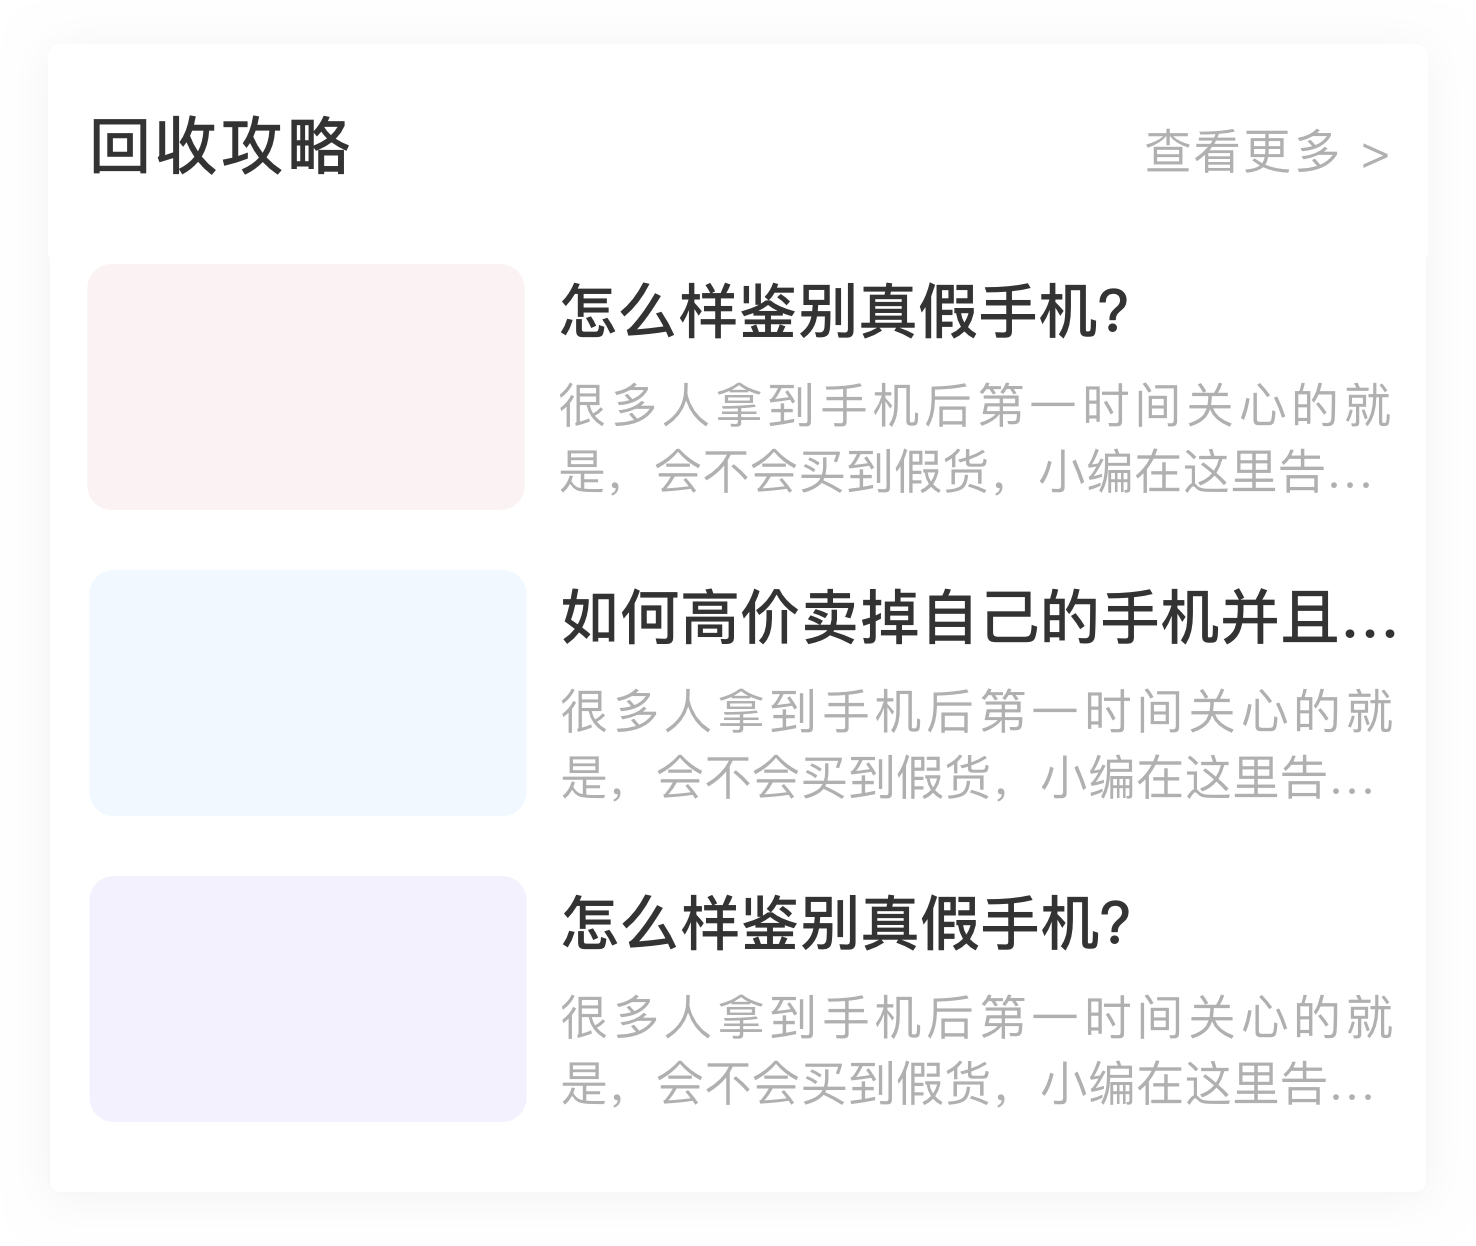 回收攻略
查看更多 >
怎么样鉴别真假手机?
很多人拿到手机后第一时间关心的就
是，会不会买到假货，小编在这里告...
如何高价卖掉自己的手机并且...
很多人拿到手机后第一时间关心的就
是，会不会买到假货，小编在这里告...
怎么样鉴别真假手机?
很多人拿到手机后第一时间关心的就
是，会不会买到假货，小编在这里告...